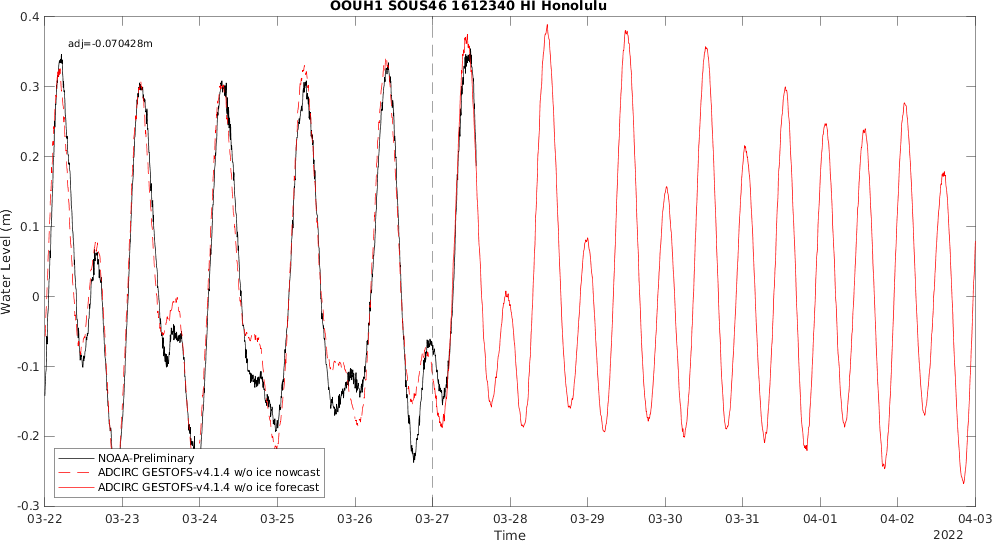 OOUH1 SOUS46 1612340 HI Honolulu
adj=-0.070428m
0.4
0.3
0.2
0.1
0
-0.1
-0.2
-0.3
Water Level (m)
NOAA-Preliminary
ADCIRC GESTOFS-v4.1.4 w/o ice nowcast
ADCIRC GESTOFS-v4.1.4 w/o ice forecast
03-22 03-23 03-24 03-25 03-26 03-27 03-28 03-29 03-30 03-31 04-01 04-02 04-03
Time
2022